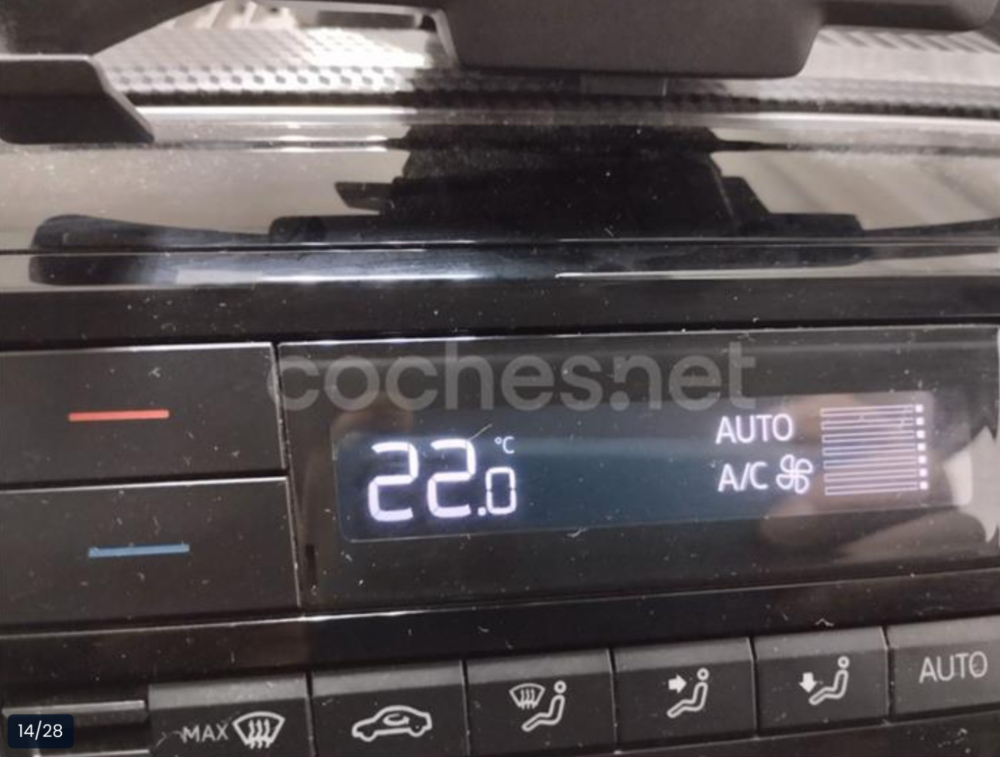 coches.net
AUTO
22.0 °C
A/C
MAX
AUTO
14/28